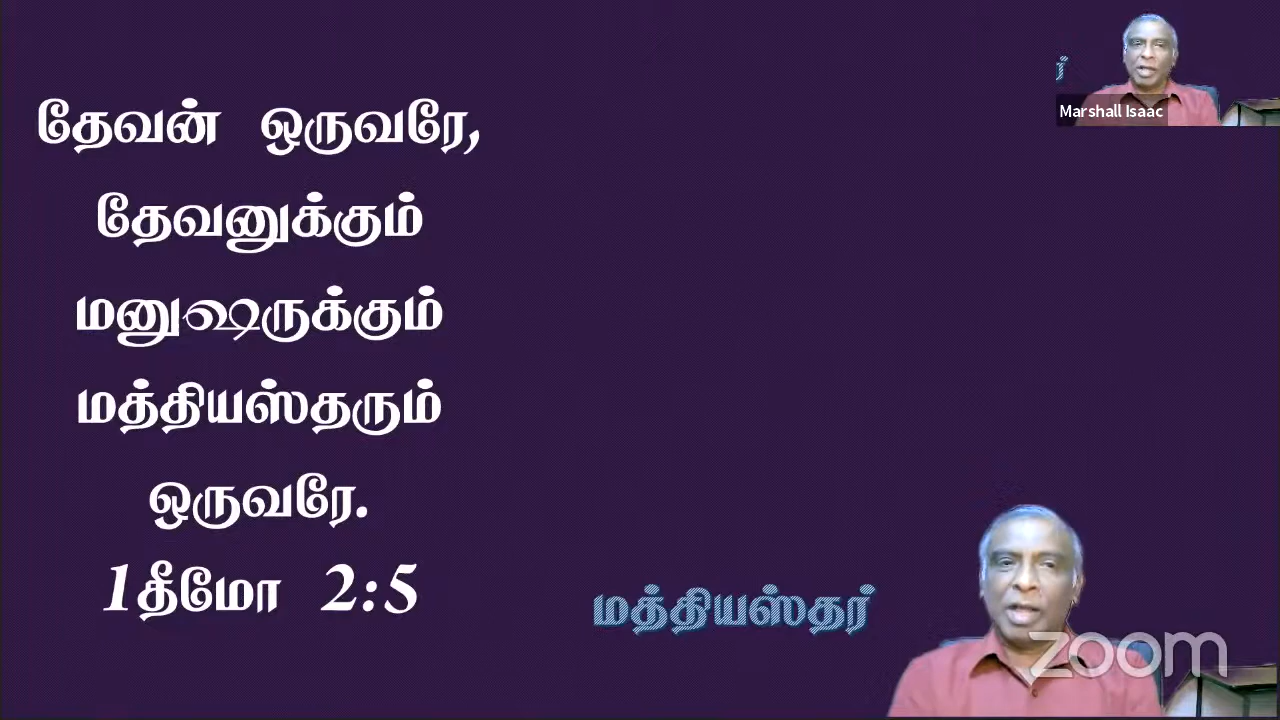 தேவன் ஒருவரே,
தேவனுக்கும்
மனுஷருக்கும்
மத்தியஸ்தரும்
ஒருவரே.
1தீமோ 2:5
மத்தியஸ்தர்
ர்
Marshall Isaac
zoom